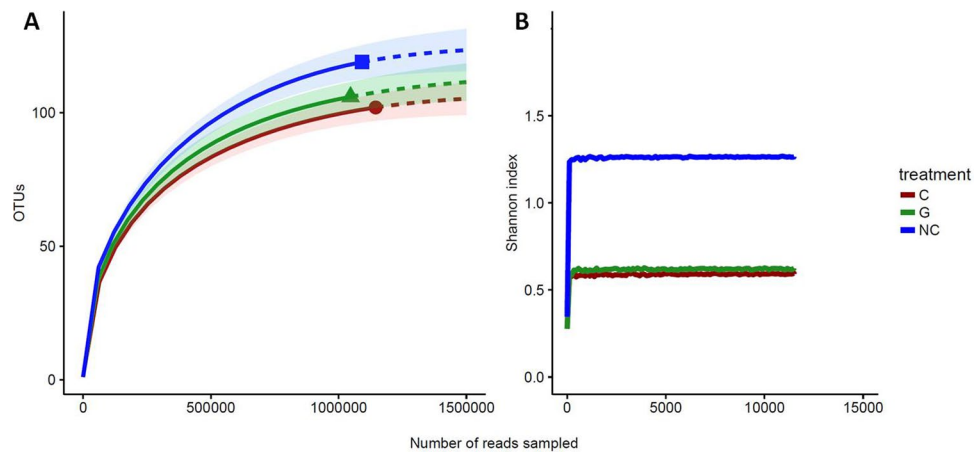 A
OTUs
100
50
0
0 500000 1000000 1500000
B
Shannon index
1.5
1.0
0.5
0.0
0 5000 10000 15000
treatment
C
G
NC
Number of reads sampled